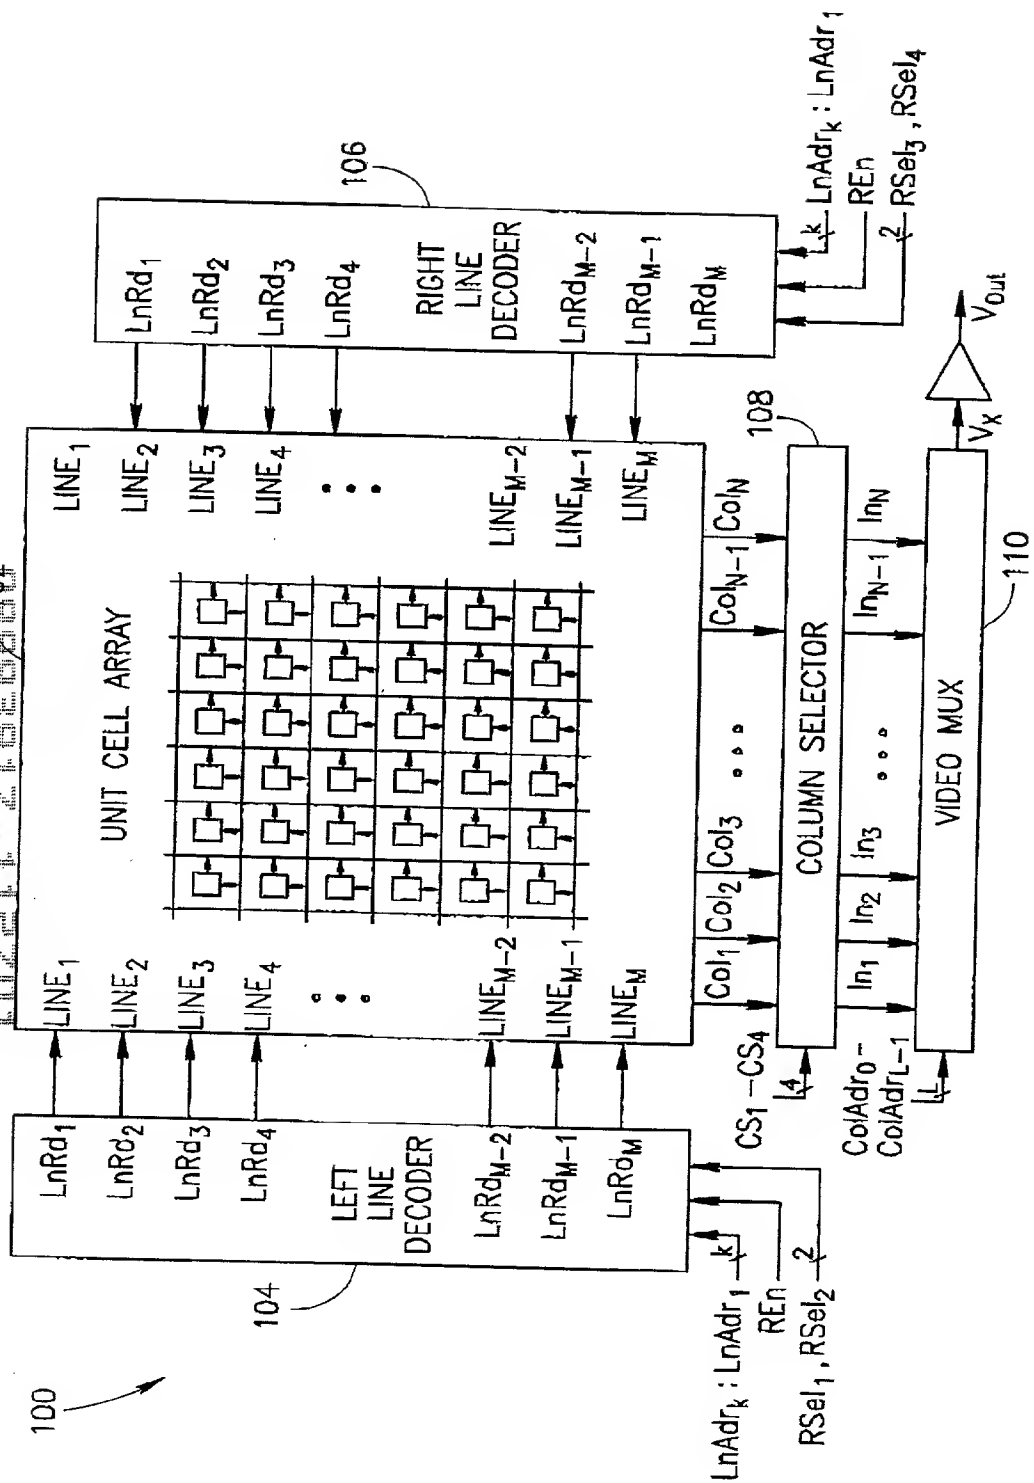 100
104
LnRd1
LnRd2
LnRd3
LnRd4
LEFT
LINE
DECODER
LnRdM-2
LnRdM-1
LnRdM
LnAdrk : LnAdr1
k
REn
RSel1, RSel2
2
UNIT CELL ARRAY
LINE1
LINE2
LINE3
LINE4
LINEM-2
LINEM-1
LINEM
LINE1
LINE2
LINE3
LINE4
LINEM-2
LINEM-1
LINEM
106
LnRd1
LnRd2
LnRd3
LnRd4
RIGHT
LINE
DECODER
LnRdM-2
LnRdM-1
LnRdM
k
LnAdrk : LnAdr1
REn
2
RSel3, RSel4
Col1
Col2
Col3
ColN-1
ColN
CS1-CS4
4
COLUMN SELECTOR
108
In1
In2
In3
InN-1
InN
ColAdr0-
ColAdrL-1
L
VIDEO MUX
110
VX
VOut